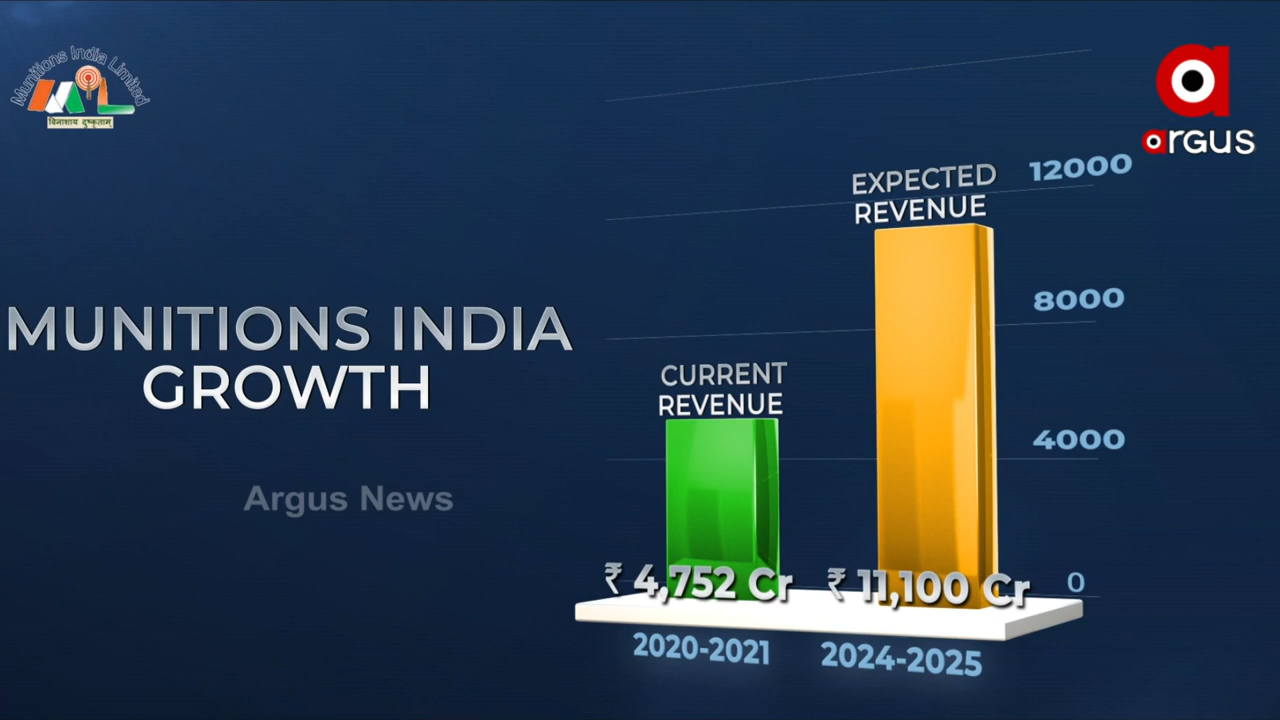 Munitions India Limited
MIL
विनाशाय दुष्कृताम्
a
argus
MUNITIONS INDIA
GROWTH
Argus News
EXPECTED
REVENUE
CURRENT
REVENUE
12000
8000
4000
0
₹ 4,752 Cr
₹ 11,100 Cr
2020-2021
2024-2025